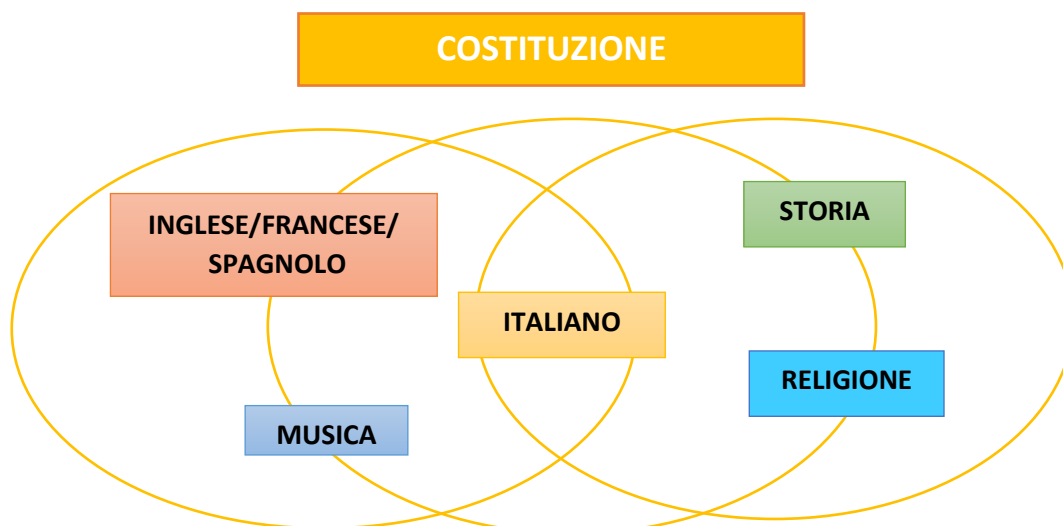 COSTITUZIONE
INGLESE/FRANCESE/
SPAGNOLO
STORIA
ITALIANO
RELIGIONE
MUSICA